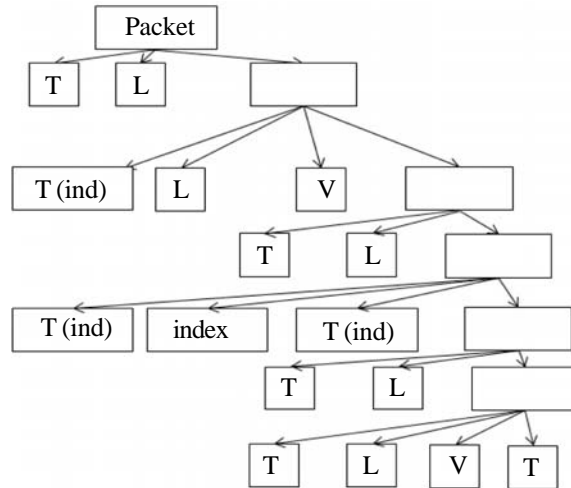 Packet
T L
T (ind) L V
T L
T (ind) index T (ind)
T L
T L V T